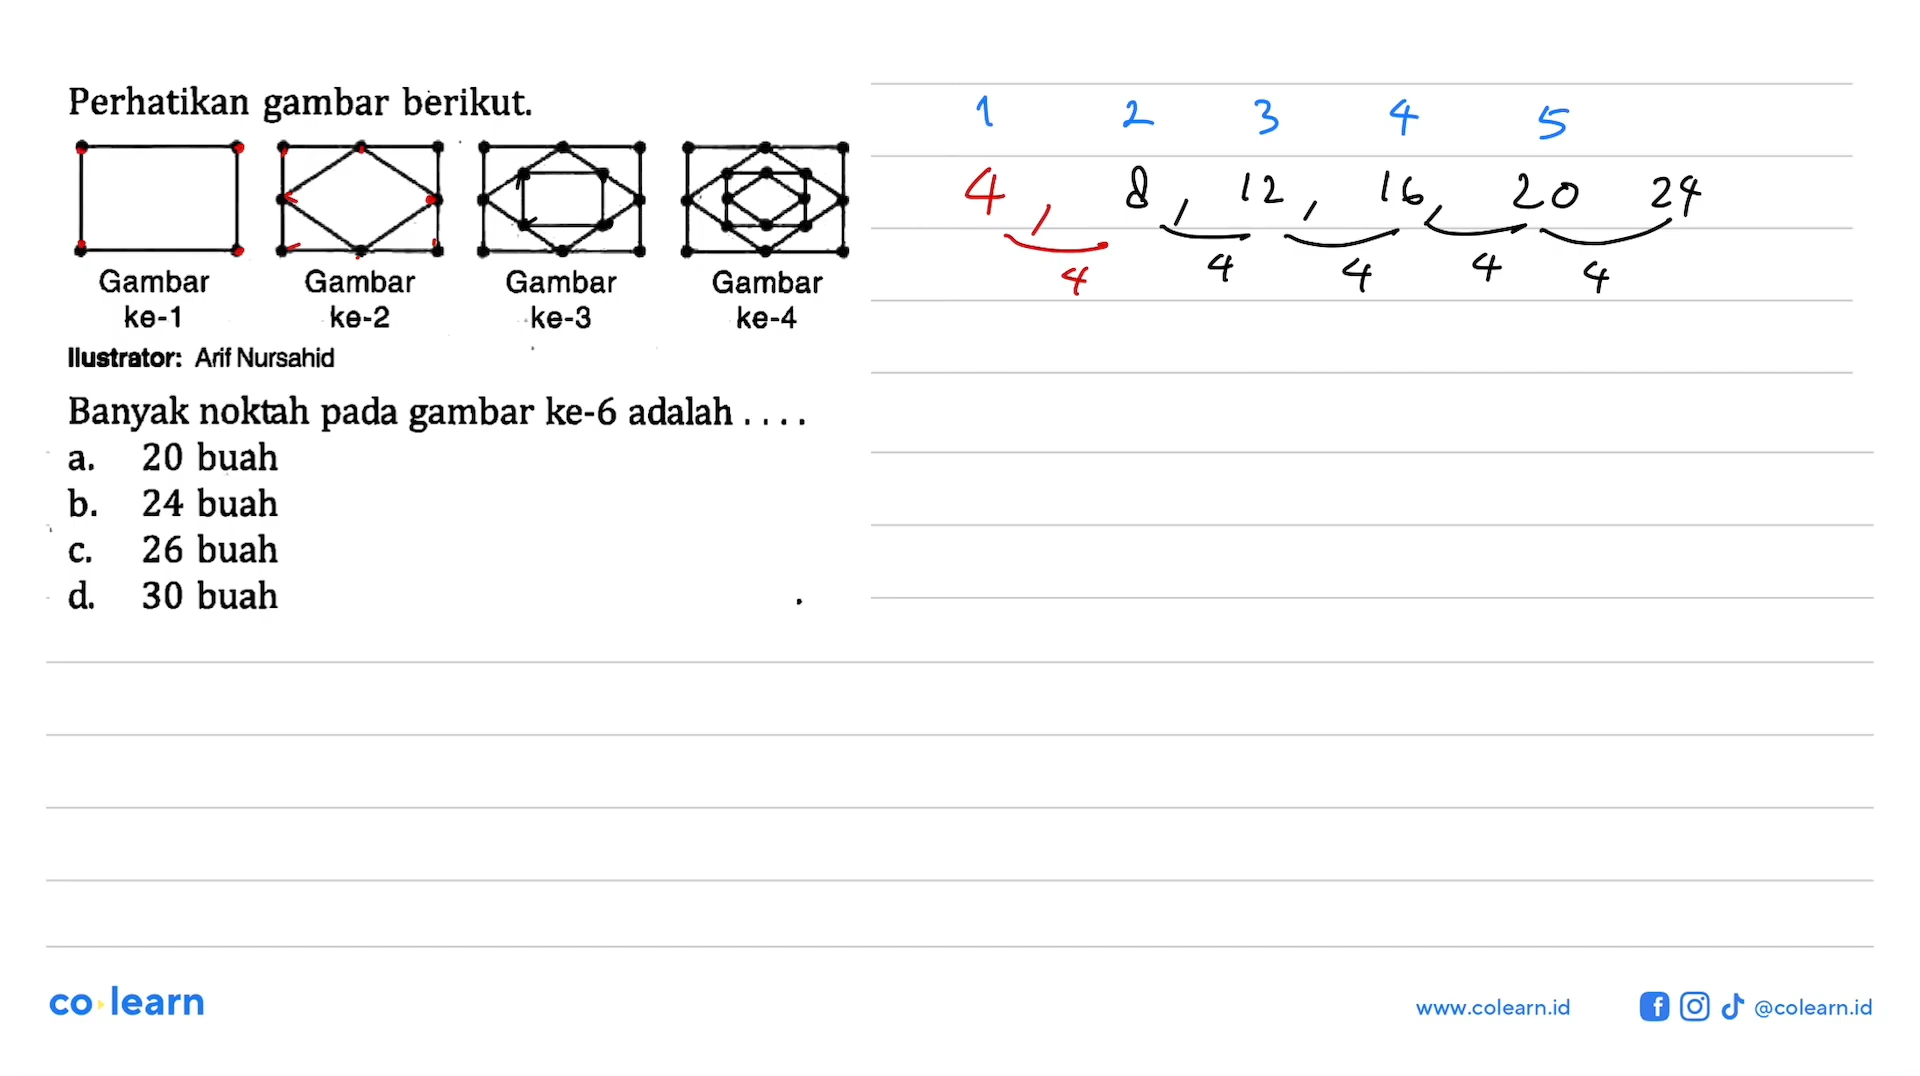 Perhatikan gambar berikut.
Gambar ke-1
Gambar ke-2
Gambar ke-3
Gambar ke-4
Ilustrator: Arif Nursahid
Banyak noktah pada gambar ke-6 adalah . . . .
a. 20 buah
b. 24 buah
c. 26 buah
d. 30 buah
1 2 3 4 5
4, 8, 12, 16, 20 24
4 4 4 4 4
co learn
www.colearn.id
@colearn.id